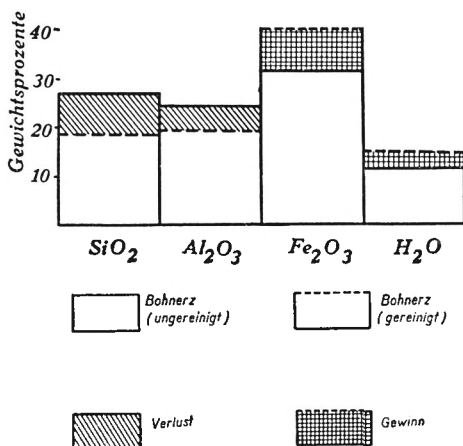 Gewichtsprozente
40
30
20
10
SiO₂ Al₂O₃ Fe₂O₃ H₂O
Bohnerz
(ungereinigt)
Bohnerz
(gereinigt)
Verlust
Gewinn